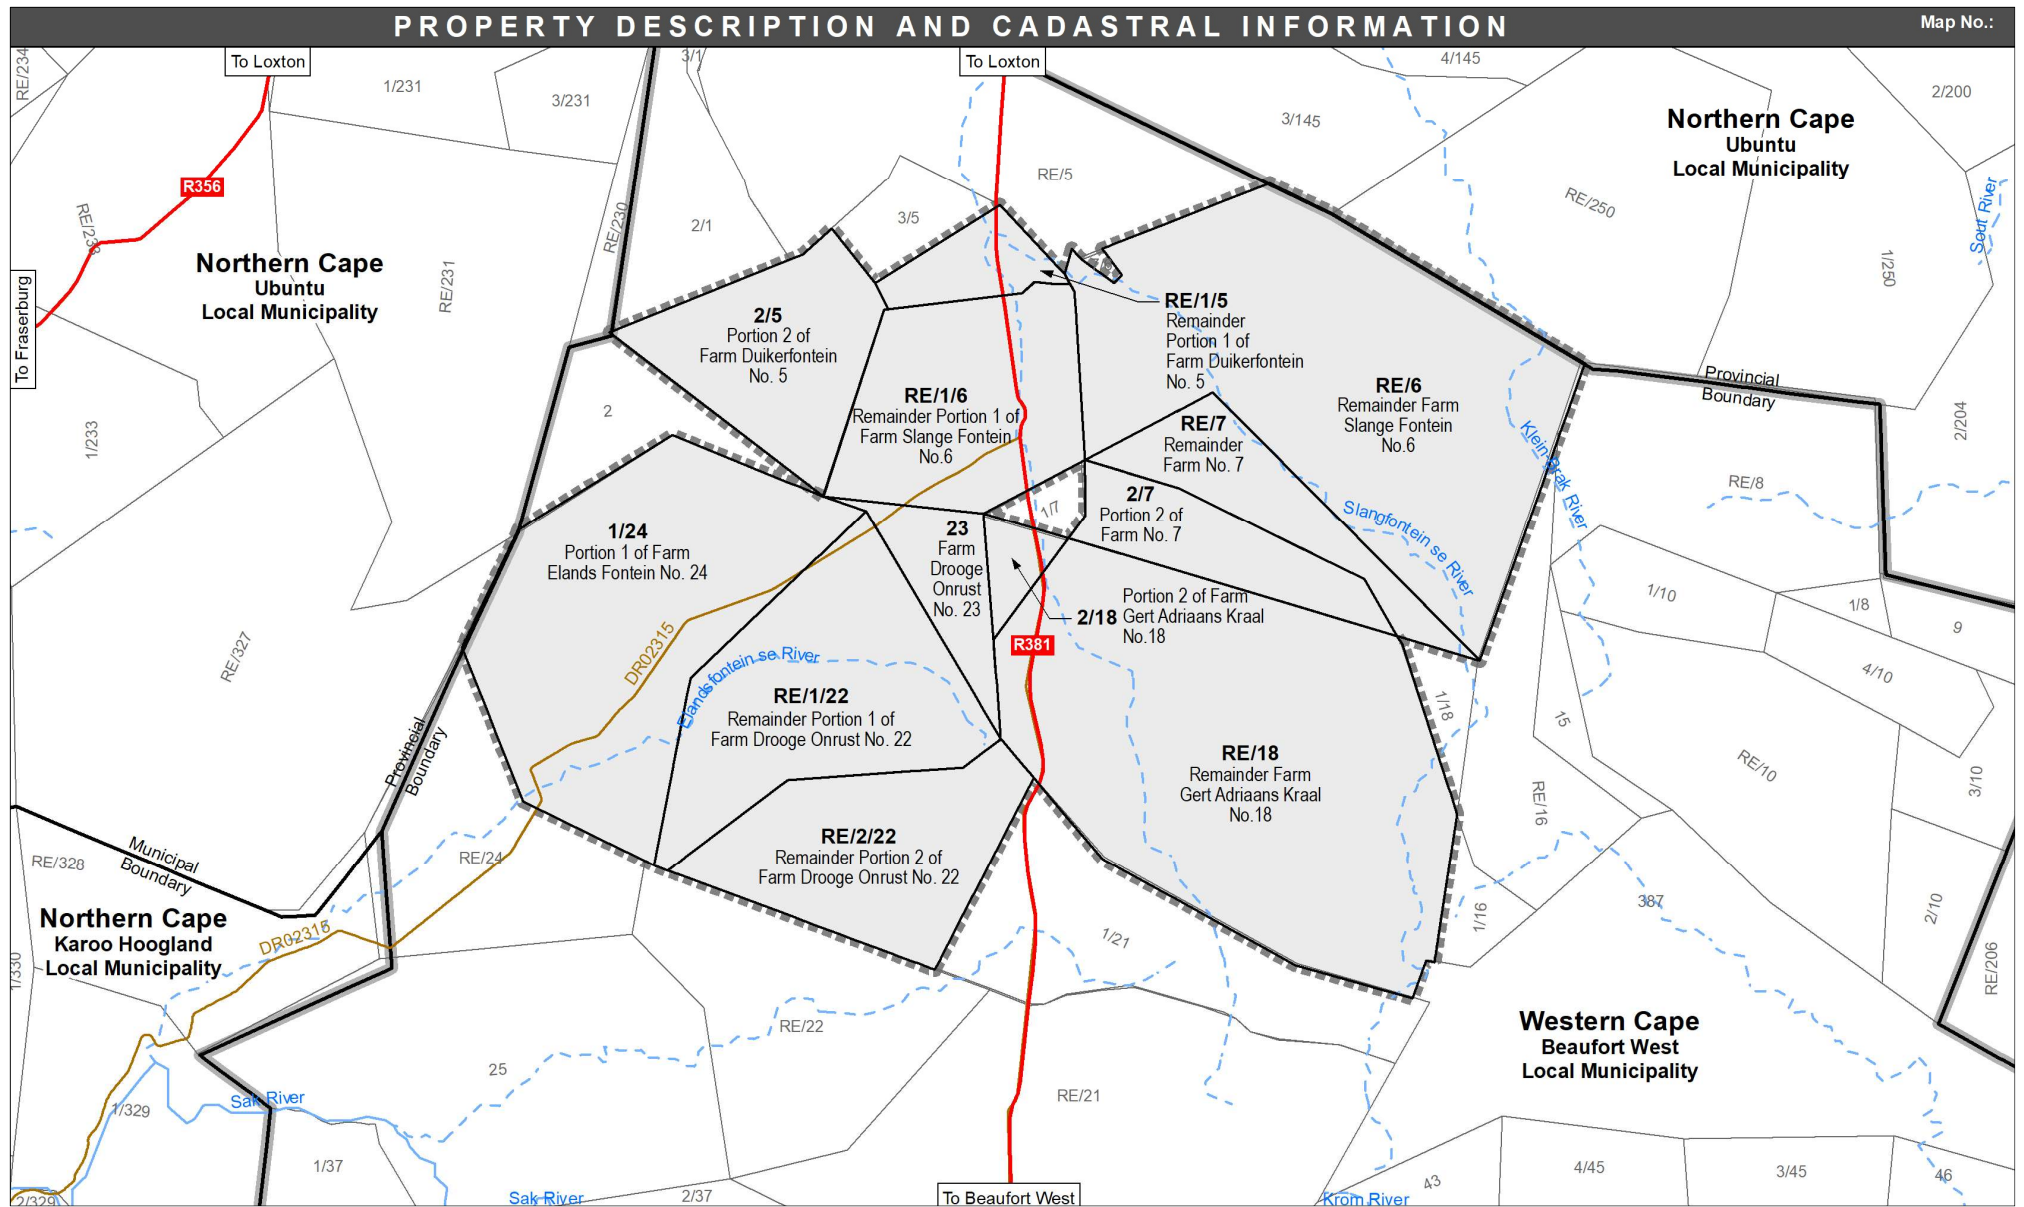 PROPERTY DESCRIPTION AND CADASTRAL INFORMATION
Map No.:
To Loxton
To Loxton
RE/234
1/231
3/231
3/1
4/145
3/145
2/200
Northern Cape
Ubuntu
Local Municipality
R356
RE/5
RE/250
Sout River
RE/233
RE/230
2/1
3/5
Northern Cape
Ubuntu
Local Municipality
RE/231
1/250
To Fraserburg
2/5
Portion 2 of
Farm Duikerfontein
No. 5
RE/1/5
Remainder
Portion 1 of
Farm Duikerfontein
No. 5
RE/1/6
Remainder Portion 1 of
Farm Slange Fontein
No.6
RE/6
Remainder Farm
Slange Fontein
No.6
Provincial
Boundary
2
1/233
RE/7
Remainder
Farm No. 7
Klein-Brak River
2/204
RE/8
2/7
Portion 2 of
Farm No. 7
1/7
Slangfontein se River
1/24
Portion 1 of Farm
Elands Fontein No. 24
23
Farm
Drooge
Onrust
No. 23
2/18
Portion 2 of Farm
Gert Adriaans Kraal
No.18
1/10
1/8
9
4/10
R381
DR02315
RE/327
Elandsfontein se River
RE/1/22
Remainder Portion 1 of
Farm Drooge Onrust No. 22
1/18
15
RE/10
3/10
Provincial
Boundary
RE/18
Remainder Farm
Gert Adriaans Kraal
No.18
RE/16
Municipal
Boundary
RE/328
RE/24
RE/2/22
Remainder Portion 2 of
Farm Drooge Onrust No. 22
387
2/10
1/16
Northern Cape
Karoo Hoogland
Local Municipality
DR02315
1/21
1/330
RE/206
RE/22
Western Cape
Beaufort West
Local Municipality
25
RE/21
Sak River
1/329
1/37
2/329
Sak River
2/37
To Beaufort West
Krom River
43
4/45
3/45
46